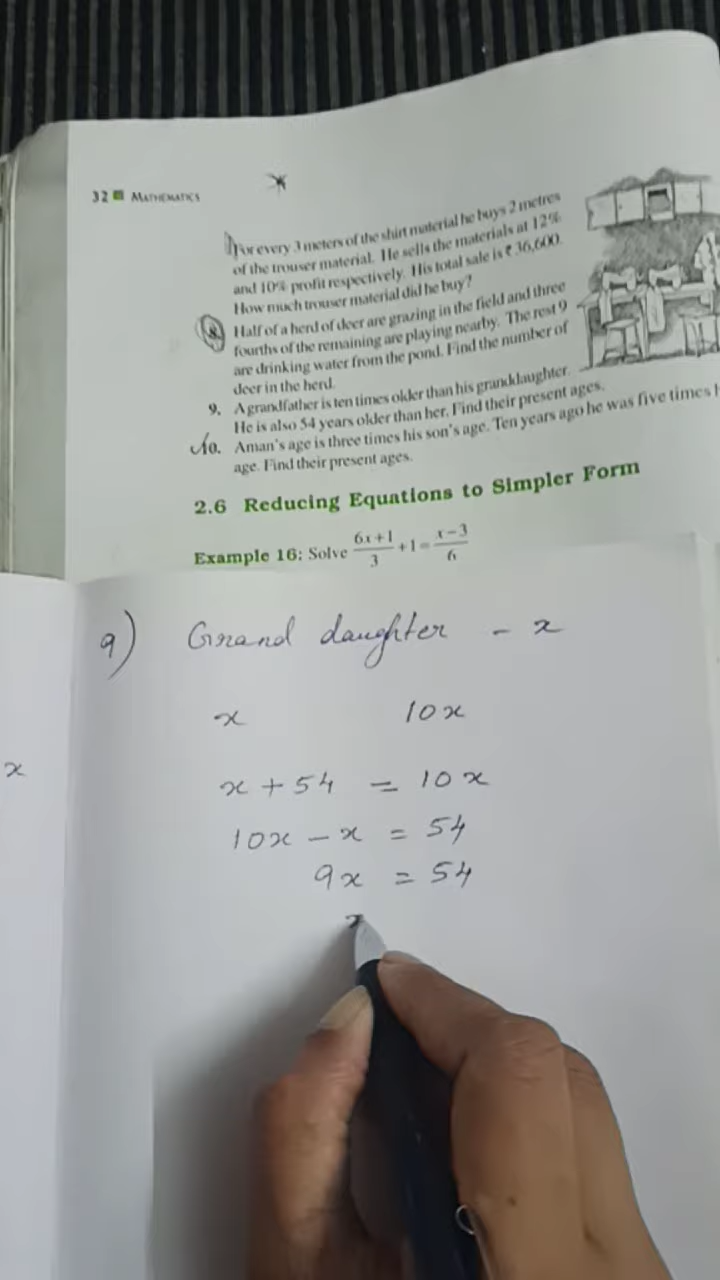 32 MATHEMATICS
For every 3 meters of the shirt material he buys 2 metres
of the trouser material. He sells the materials at 12%
and 10% profit respectively. His total sale is ₹ 36,600.
How much trouser material did he buy?
8. Half of a herd of deer are grazing in the field and three
fourths of the remaining are playing nearby. The rest 9
are drinking water from the pond. Find the number of
deer in the herd.
9. A grandfather is ten times older than his granddaughter.
He is also 54 years older than her. Find their present ages.
10. Aman's age is three times his son's age. Ten years ago he was five times
age. Find their present ages.
2.6 Reducing Equations to Simpler Form
Example 16: Solve (6x+1)/3 + 1 = (x-3)/6
9) Grand daughter - x
x 10x
x
x + 54 = 10x
10x - x = 54
9x = 54
x